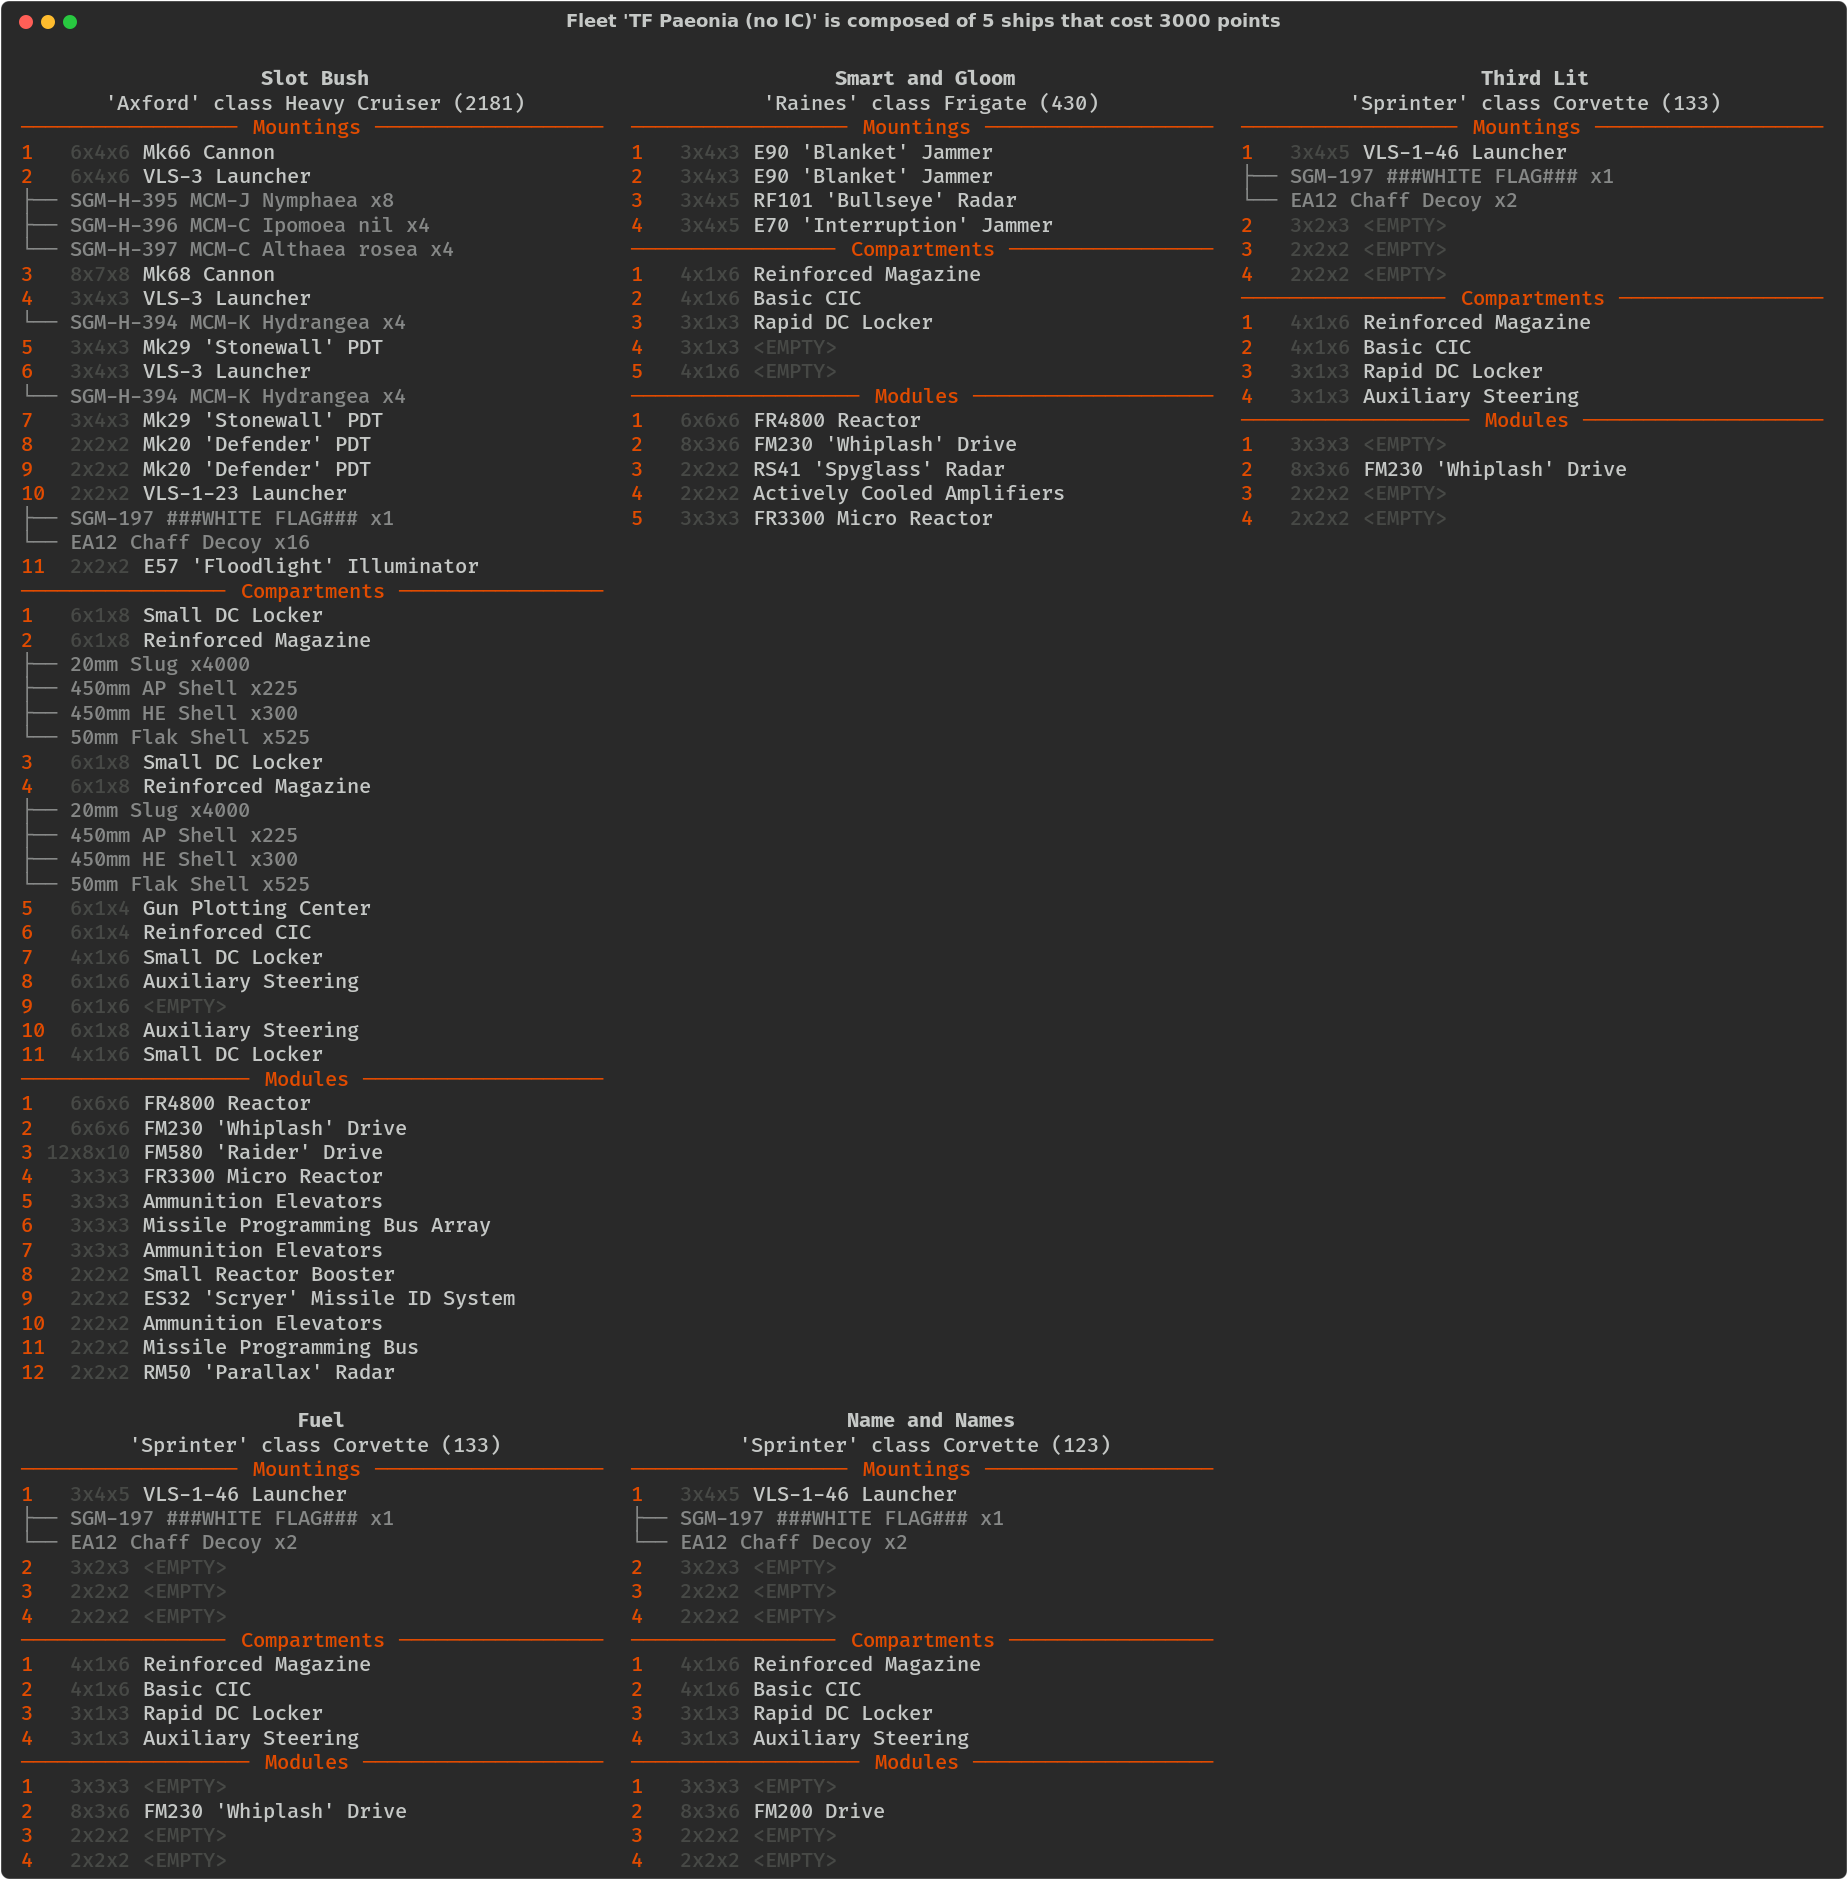 Fleet 'TF Paeonia (no IC)' is composed of 5 ships that cost 3000 points
Slot Bush
'Axford' class Heavy Cruiser (2181)
Mountings
1 6x4x6 Mk66 Cannon
2 6x4x6 VLS-3 Launcher
SGM-H-395 MCM-J Nymphaea x8
SGM-H-396 MCM-C Ipomoea nil x4
SGM-H-397 MCM-C Althaea rosea x4
3 8x7x8 Mk68 Cannon
4 3x4x3 VLS-3 Launcher
SGM-H-394 MCM-K Hydrangea x4
5 3x4x3 Mk29 'Stonewall' PDT
6 3x4x3 VLS-3 Launcher
SGM-H-394 MCM-K Hydrangea x4
7 3x4x3 Mk29 'Stonewall' PDT
8 2x2x2 Mk20 'Defender' PDT
9 2x2x2 Mk20 'Defender' PDT
10 2x2x2 VLS-1-23 Launcher
SGM-197 ###WHITE FLAG### x1
EA12 Chaff Decoy x16
11 2x2x2 E57 'Floodlight' Illuminator
Compartments
1 6x1x8 Small DC Locker
2 6x1x8 Reinforced Magazine
20mm Slug x4000
450mm AP Shell x225
450mm HE Shell x300
50mm Flak Shell x525
3 6x1x8 Small DC Locker
4 6x1x8 Reinforced Magazine
20mm Slug x4000
450mm AP Shell x225
450mm HE Shell x300
50mm Flak Shell x525
5 6x1x4 Gun Plotting Center
6 6x1x4 Reinforced CIC
7 4x1x6 Small DC Locker
8 6x1x6 Auxiliary Steering
9 6x1x6 <EMPTY>
10 6x1x8 Auxiliary Steering
11 4x1x6 Small DC Locker
Modules
1 6x6x6 FR4800 Reactor
2 6x6x6 FM230 'Whiplash' Drive
3 12x8x10 FM580 'Raider' Drive
4 3x3x3 FR3300 Micro Reactor
5 3x3x3 Ammunition Elevators
6 3x3x3 Missile Programming Bus Array
7 3x3x3 Ammunition Elevators
8 2x2x2 Small Reactor Booster
9 2x2x2 ES32 'Scryer' Missile ID System
10 2x2x2 Ammunition Elevators
11 2x2x2 Missile Programming Bus
12 2x2x2 RM50 'Parallax' Radar
Smart and Gloom
'Raines' class Frigate (430)
Mountings
1 3x4x3 E90 'Blanket' Jammer
2 3x4x3 E90 'Blanket' Jammer
3 3x4x5 RF101 'Bullseye' Radar
4 3x4x5 E70 'Interruption' Jammer
Compartments
1 4x1x6 Reinforced Magazine
2 4x1x6 Basic CIC
3 3x1x3 Rapid DC Locker
4 3x1x3 <EMPTY>
5 4x1x6 <EMPTY>
Modules
1 6x6x6 FR4800 Reactor
2 8x3x6 FM230 'Whiplash' Drive
3 2x2x2 RS41 'Spyglass' Radar
4 2x2x2 Actively Cooled Amplifiers
5 3x3x3 FR3300 Micro Reactor
Third Lit
'Sprinter' class Corvette (133)
Mountings
1 3x4x5 VLS-1-46 Launcher
SGM-197 ###WHITE FLAG### x1
EA12 Chaff Decoy x2
2 3x2x3 <EMPTY>
3 2x2x2 <EMPTY>
4 2x2x2 <EMPTY>
Compartments
1 4x1x6 Reinforced Magazine
2 4x1x6 Basic CIC
3 3x1x3 Rapid DC Locker
4 3x1x3 Auxiliary Steering
Modules
1 3x3x3 <EMPTY>
2 8x3x6 FM230 'Whiplash' Drive
3 2x2x2 <EMPTY>
4 2x2x2 <EMPTY>
Fuel
'Sprinter' class Corvette (133)
Mountings
1 3x4x5 VLS-1-46 Launcher
SGM-197 ###WHITE FLAG### x1
EA12 Chaff Decoy x2
2 3x2x3 <EMPTY>
3 2x2x2 <EMPTY>
4 2x2x2 <EMPTY>
Compartments
1 4x1x6 Reinforced Magazine
2 4x1x6 Basic CIC
3 3x1x3 Rapid DC Locker
4 3x1x3 Auxiliary Steering
Modules
1 3x3x3 <EMPTY>
2 8x3x6 FM230 'Whiplash' Drive
3 2x2x2 <EMPTY>
4 2x2x2 <EMPTY>
Name and Names
'Sprinter' class Corvette (123)
Mountings
1 3x4x5 VLS-1-46 Launcher
SGM-197 ###WHITE FLAG### x1
EA12 Chaff Decoy x2
2 3x2x3 <EMPTY>
3 2x2x2 <EMPTY>
4 2x2x2 <EMPTY>
Compartments
1 4x1x6 Reinforced Magazine
2 4x1x6 Basic CIC
3 3x1x3 Rapid DC Locker
4 3x1x3 Auxiliary Steering
Modules
1 3x3x3 <EMPTY>
2 8x3x6 FM200 Drive
3 2x2x2 <EMPTY>
4 2x2x2 <EMPTY>